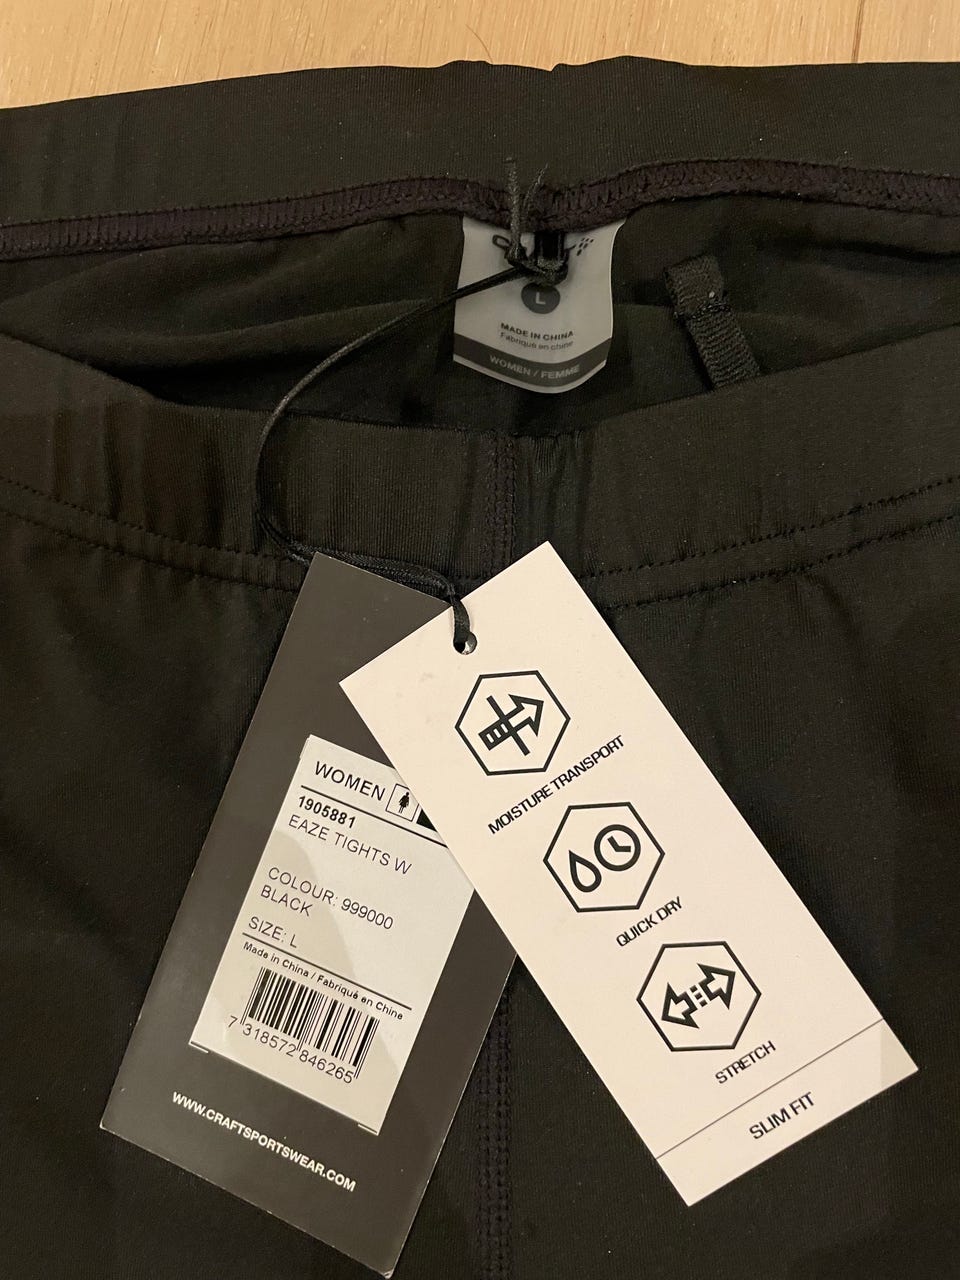 L
MADE IN CHINA
Fabriqué en chine
WOMEN / FEMME
WOMEN
1905881
EAZE TIGHTS W
COLOUR: 999000
BLACK
SIZE: L
Made in China / Fabriqué en Chine
7 318572 846265
WWW.CRAFTSPORTSWEAR.COM
MOISTURE TRANSPORT
QUICK DRY
STRETCH
SLIM FIT